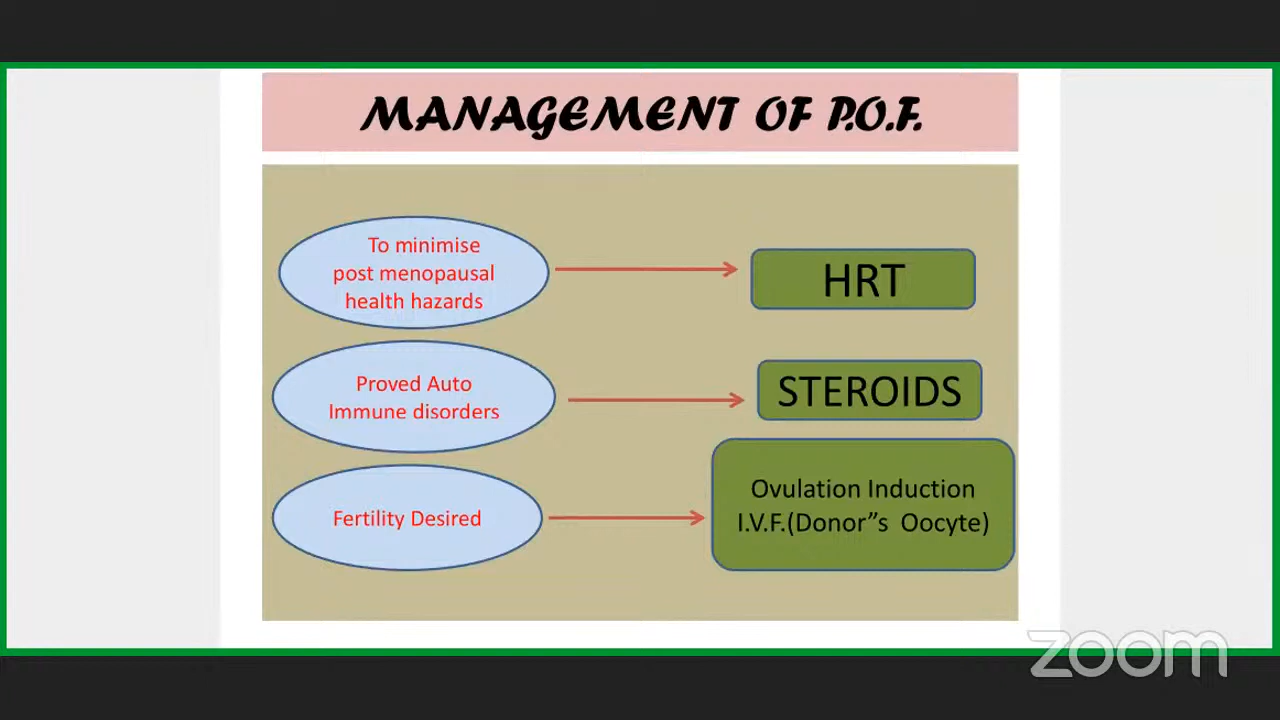 MANAGEMENT OF P.O.F.
To minimise
post menopausal
health hazards
HRT
Proved Auto
Immune disorders
STEROIDS
Fertility Desired
Ovulation Induction
I.V.F.(Donor”s Oocyte)
zoom